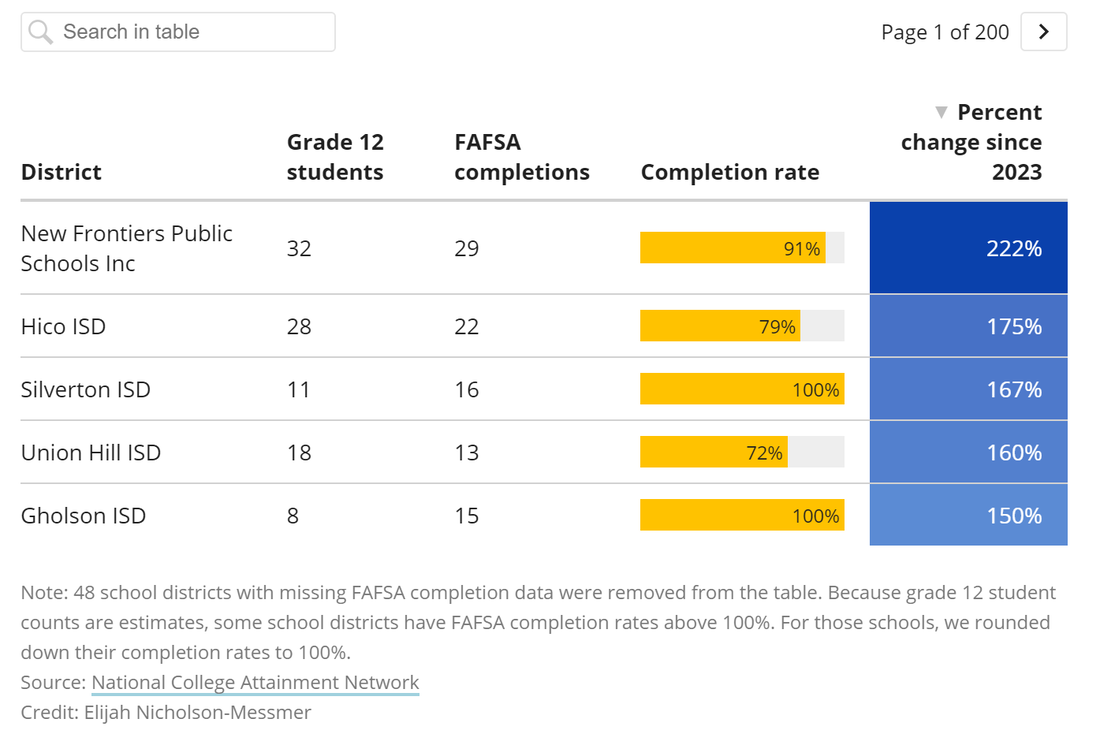 Search in table
Page 1 of 200
▼ Percent
change since
2023
Grade 12
students
FAFSA
completions
District
Completion rate
New Frontiers Public
Schools Inc
32
29
91%
222%
Hico ISD
28
22
79%
175%
Silverton ISD
11
16
100%
167%
Union Hill ISD
18
13
72%
160%
Gholson ISD
8
15
100%
150%
Note: 48 school districts with missing FAFSA completion data were removed from the table. Because grade 12 student
counts are estimates, some school districts have FAFSA completion rates above 100%. For those schools, we rounded
down their completion rates to 100%.
Source: National College Attainment Network
Credit: Elijah Nicholson-Messmer